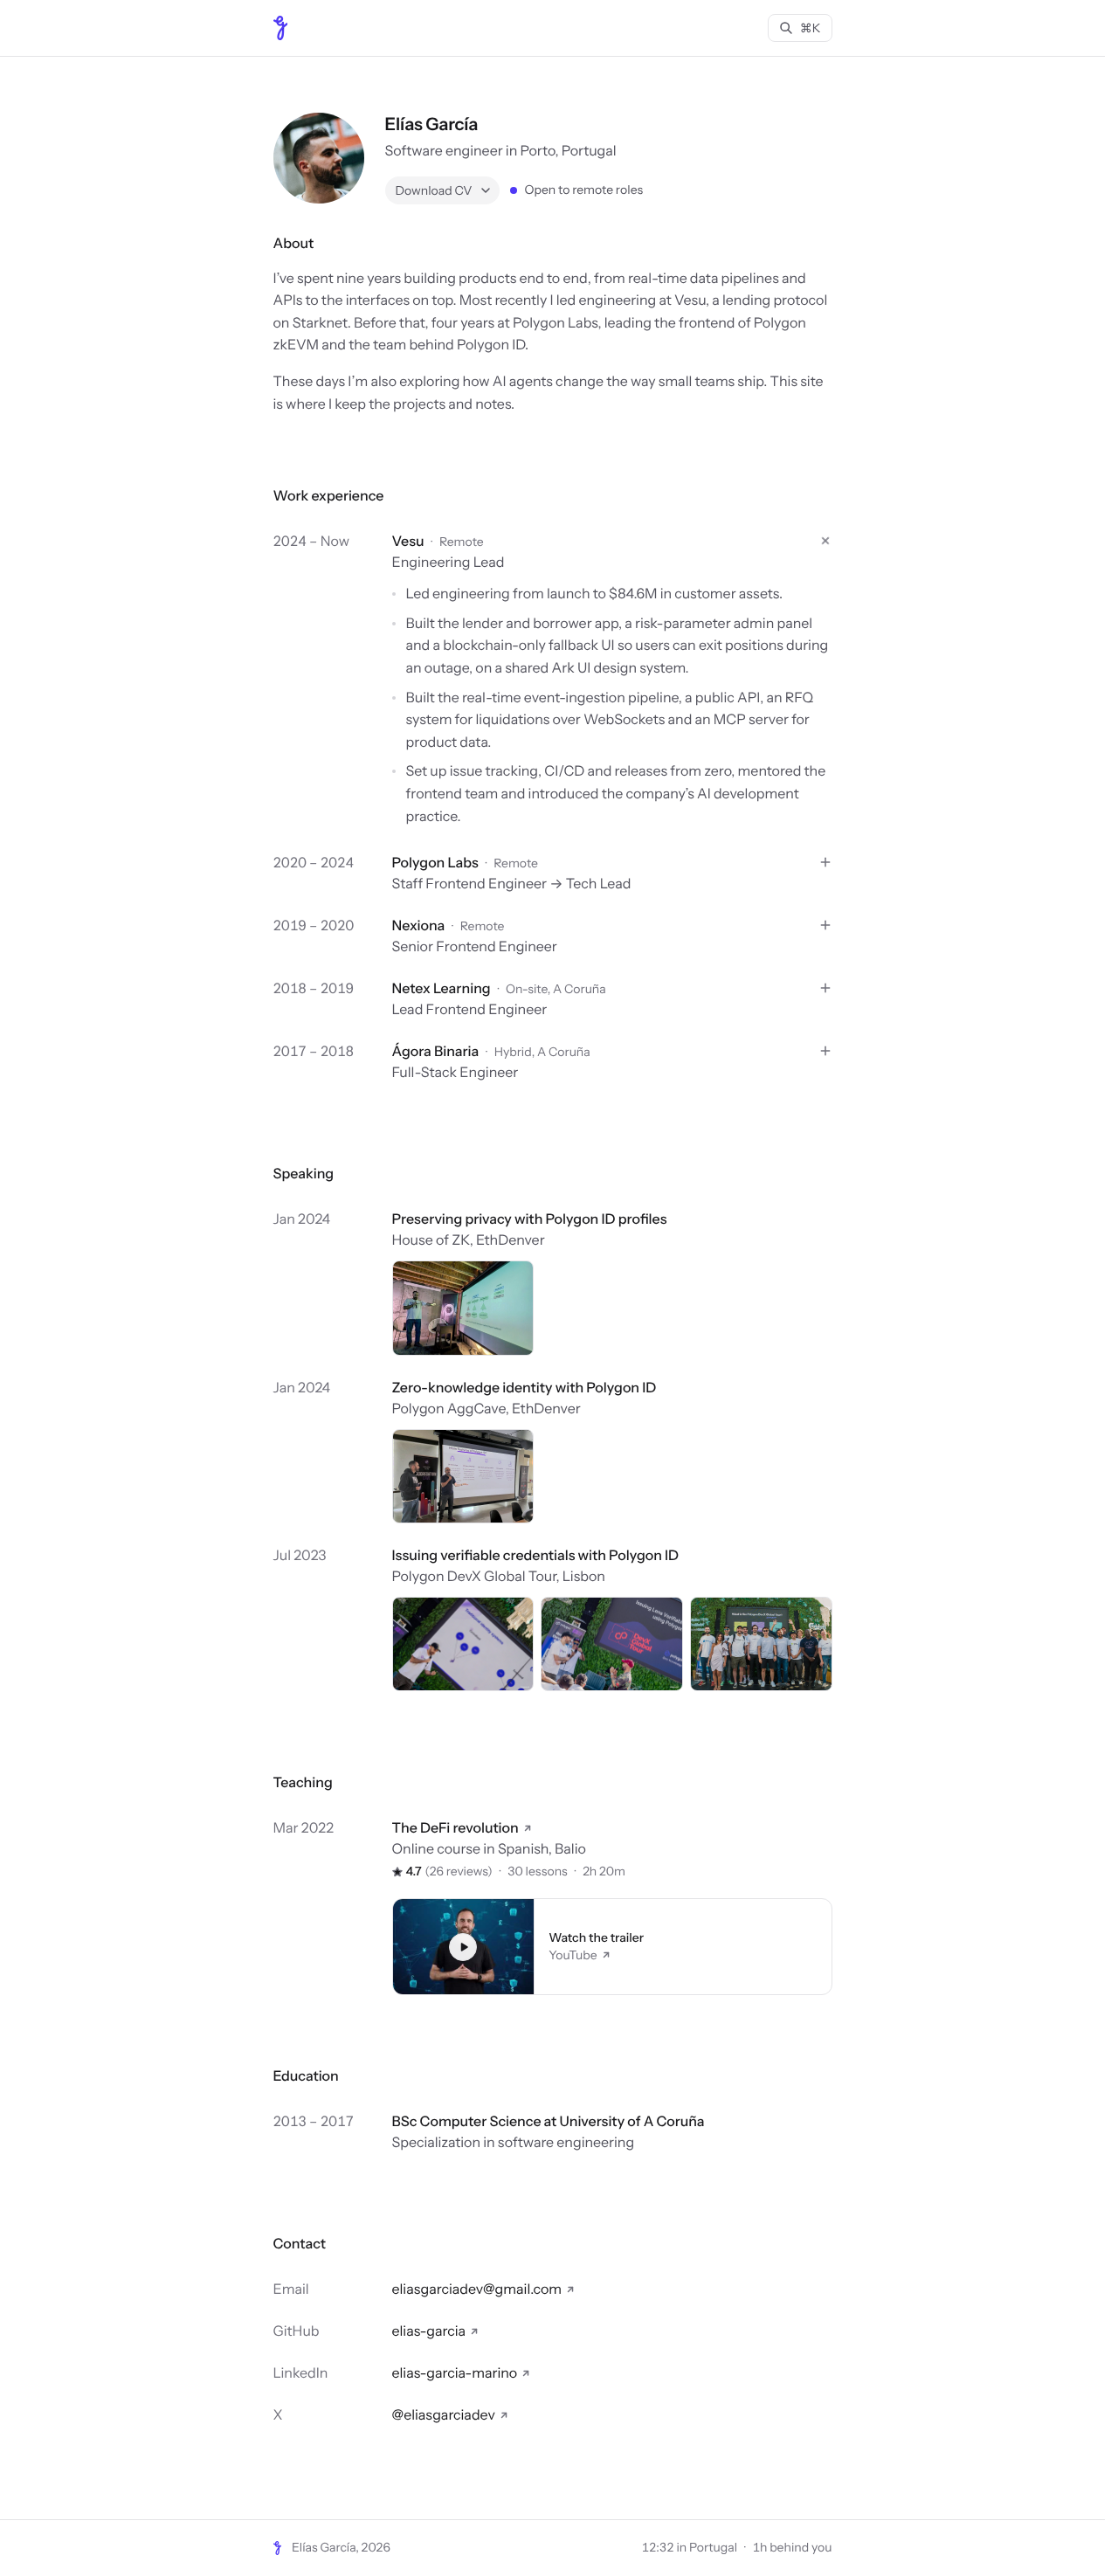 ⌘K
Elías García
Software engineer in Porto, Portugal
Download CV
Open to remote roles
About
I’ve spent nine years building products end to end, from real-time data pipelines and
APIs to the interfaces on top. Most recently I led engineering at Vesu, a lending protocol
on Starknet. Before that, four years at Polygon Labs, leading the frontend of Polygon
zkEVM and the team behind Polygon ID.
These days I’m also exploring how AI agents change the way small teams ship. This site
is where I keep the projects and notes.
Work experience
2024 – Now
Vesu · Remote
Engineering Lead
Led engineering from launch to $84.6M in customer assets.
Built the lender and borrower app, a risk-parameter admin panel
and a blockchain-only fallback UI so users can exit positions during
an outage, on a shared Ark UI design system.
Built the real-time event-ingestion pipeline, a public API, an RFQ
system for liquidations over WebSockets and an MCP server for
product data.
Set up issue tracking, CI/CD and releases from zero, mentored the
frontend team and introduced the company’s AI development
practice.
2020 – 2024
Polygon Labs · Remote
Staff Frontend Engineer → Tech Lead
2019 – 2020
Nexiona · Remote
Senior Frontend Engineer
2018 – 2019
Netex Learning · On-site, A Coruña
Lead Frontend Engineer
2017 – 2018
Ágora Binaria · Hybrid, A Coruña
Full-Stack Engineer
Speaking
Jan 2024
Preserving privacy with Polygon ID profiles
House of ZK, EthDenver
Jan 2024
Zero-knowledge identity with Polygon ID
Polygon AggCave, EthDenver
Jul 2023
Issuing verifiable credentials with Polygon ID
Polygon DevX Global Tour, Lisbon
DevX
Global
Tour
Teaching
Mar 2022
The DeFi revolution ↗
Online course in Spanish, Balio
★ 4.7 (26 reviews) · 30 lessons · 2h 20m
Watch the trailer
YouTube ↗
Education
2013 – 2017
BSc Computer Science at University of A Coruña
Specialization in software engineering
Contact
Email
eliasgarciadev@gmail.com ↗
GitHub
elias-garcia ↗
LinkedIn
elias-garcia-marino ↗
X
@eliasgarciadev ↗
Elías García, 2026
12:32 in Portugal · 1h behind you